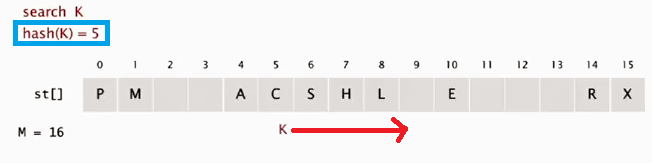 search K
hash(K) = 5
0 1 2 3 4 5 6 7 8 9 10 11 12 13 14 15
st[] P M A C S H L E R X
M = 16 K